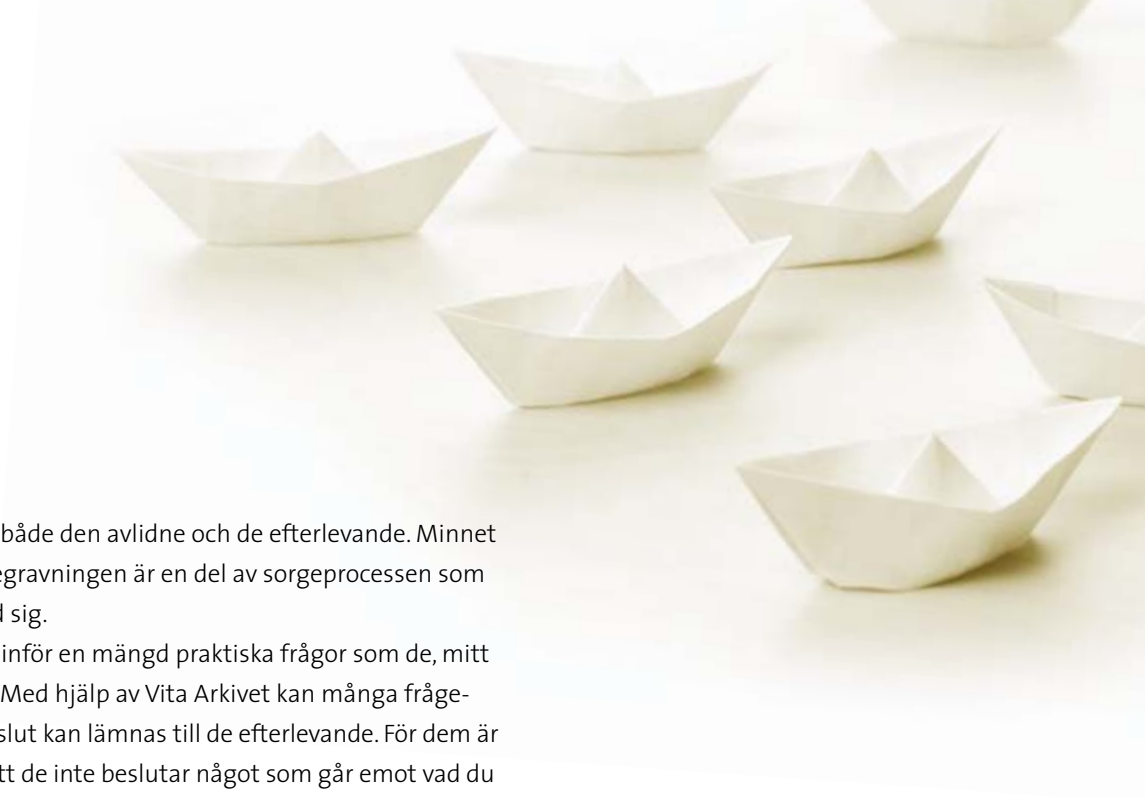 både den avlidne och de efterlevande. Minnet
egravningen är en del av sorgeprocessen som
d sig.
inför en mängd praktiska frågor som de, mitt
Med hjälp av Vita Arkivet kan många fråge-
slut kan lämnas till de efterlevande. För dem är
tt de inte beslutar något som går emot vad du